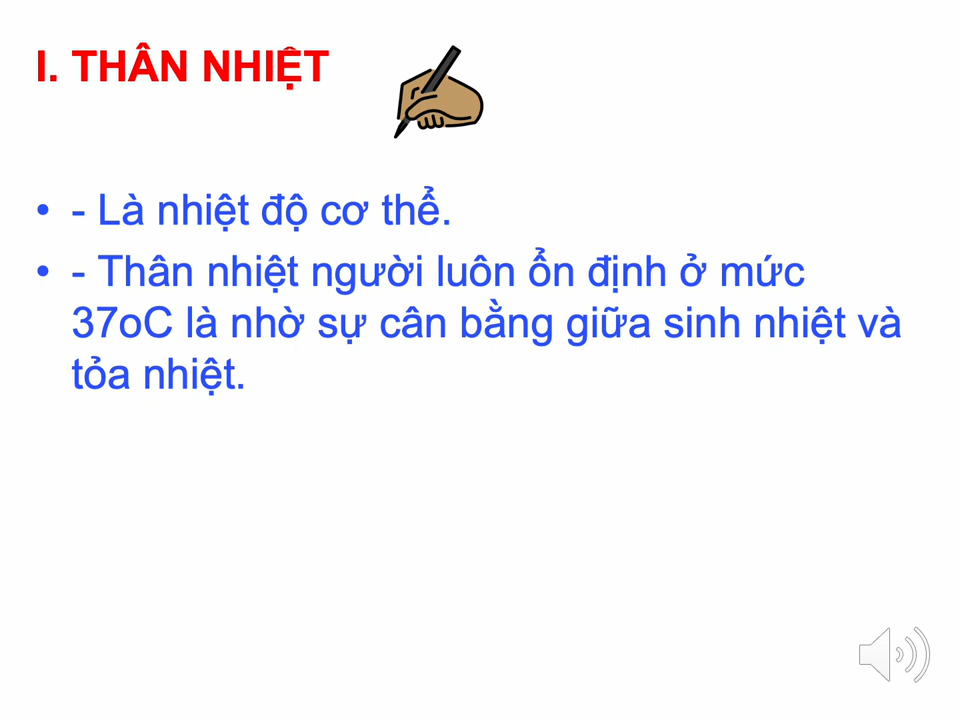 I. THÂN NHIỆT
• - Là nhiệt độ cơ thể.
• - Thân nhiệt người luôn ổn định ở mức
37oC là nhờ sự cân bằng giữa sinh nhiệt và
tỏa nhiệt.